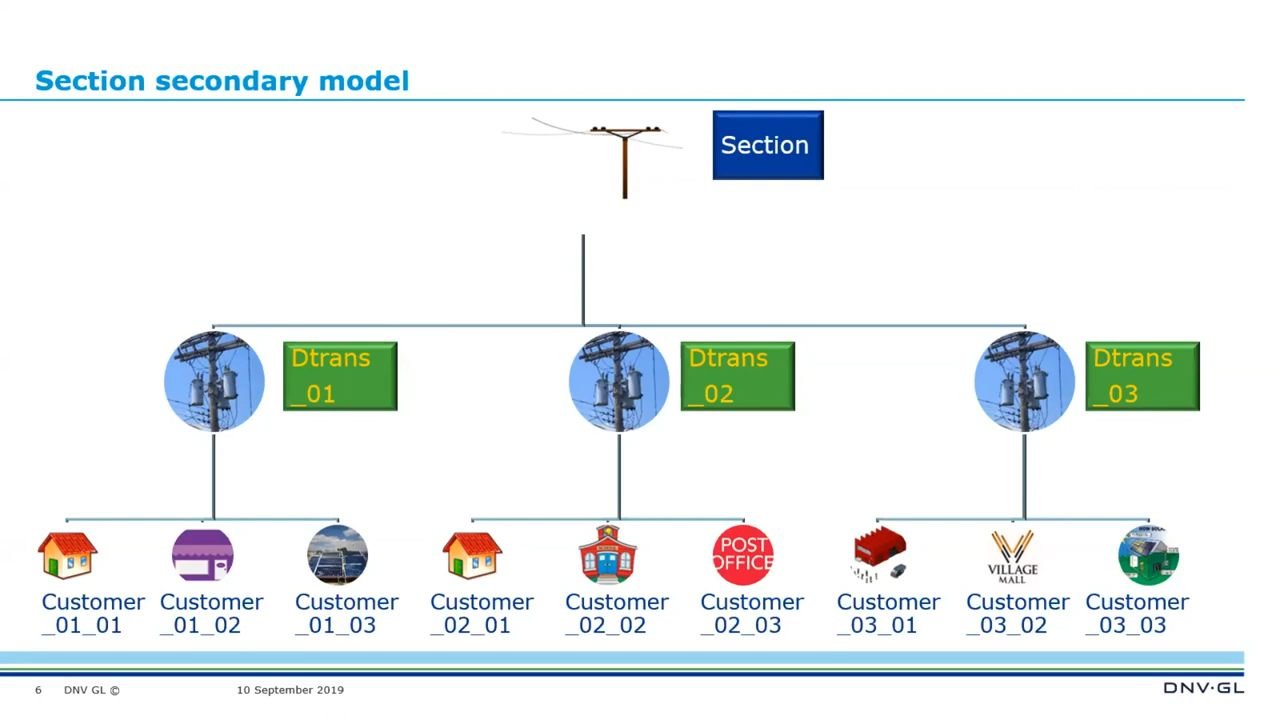 Section secondary model
Section
Dtrans
_01
Dtrans
_02
Dtrans
_03
POST
OFFICE
VILLAGE
MALL
Customer
_01_01
Customer
_01_02
Customer
_01_03
Customer
_02_01
Customer
_02_02
Customer
_02_03
Customer
_03_01
Customer
_03_02
Customer
_03_03
6 DNV GL © 10 September 2019
DNV·GL